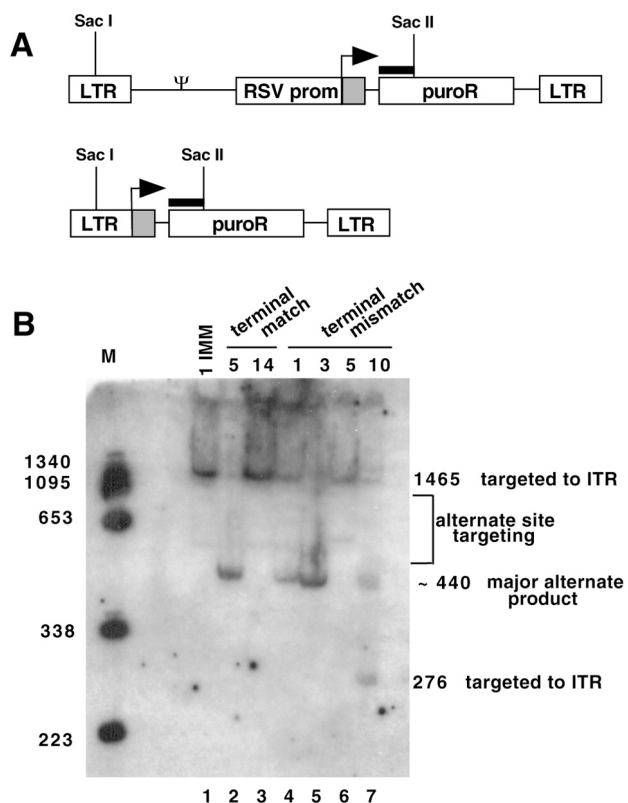 A
Sac I
Sac II
LTR
Ψ
RSV prom
puroR
LTR
Sac I
Sac II
LTR
puroR
LTR
B
M
1 IMM
terminal match
terminal mismatch
5 14 1 3 5 10
1340
1095
653
338
223
1465 targeted to ITR
alternate site targeting
~ 440 major alternate product
276 targeted to ITR
1 2 3 4 5 6 7